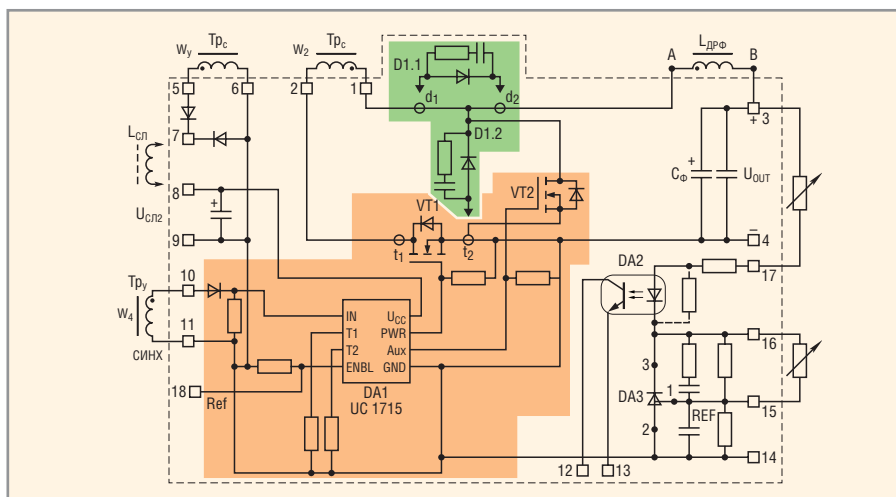 Wу Трс
W2 Трс
LДРФ
A B
D1.1
d1 d2
D1.2
5 6 2 1
+ 3
7
LСЛ
8
UСЛ2
+
9
VT1
VT2
t1 t2
+
CФ
UOUT
– 4
Тру
10
W4
11
СИНХ
18
Ref
IN UCC
T1 PWR
T2 Aux
ENBL GND
DA1
UC 1715
DA2
17
16
3
DA3 1
REF
15
2
14
12 13